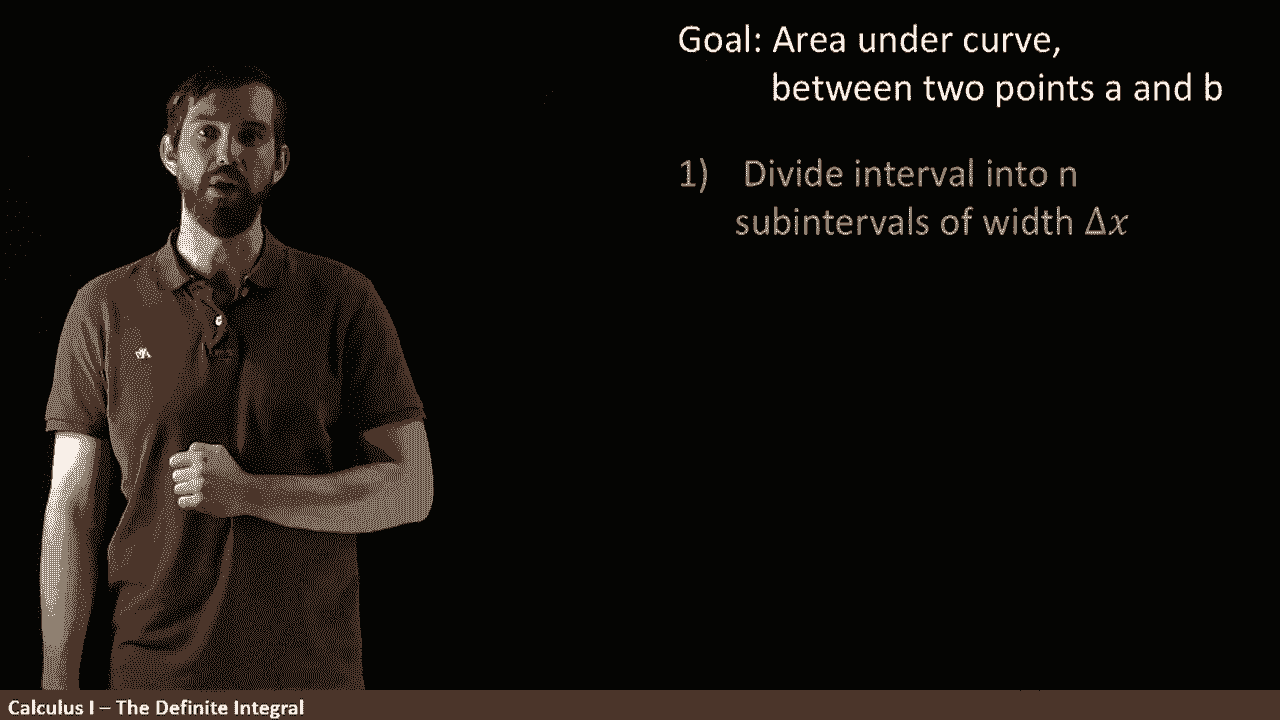 Goal: Area under curve,
between two points a and b
1) Divide interval into n
subintervals of width Δ𝑥
Calculus I – The Definite Integral